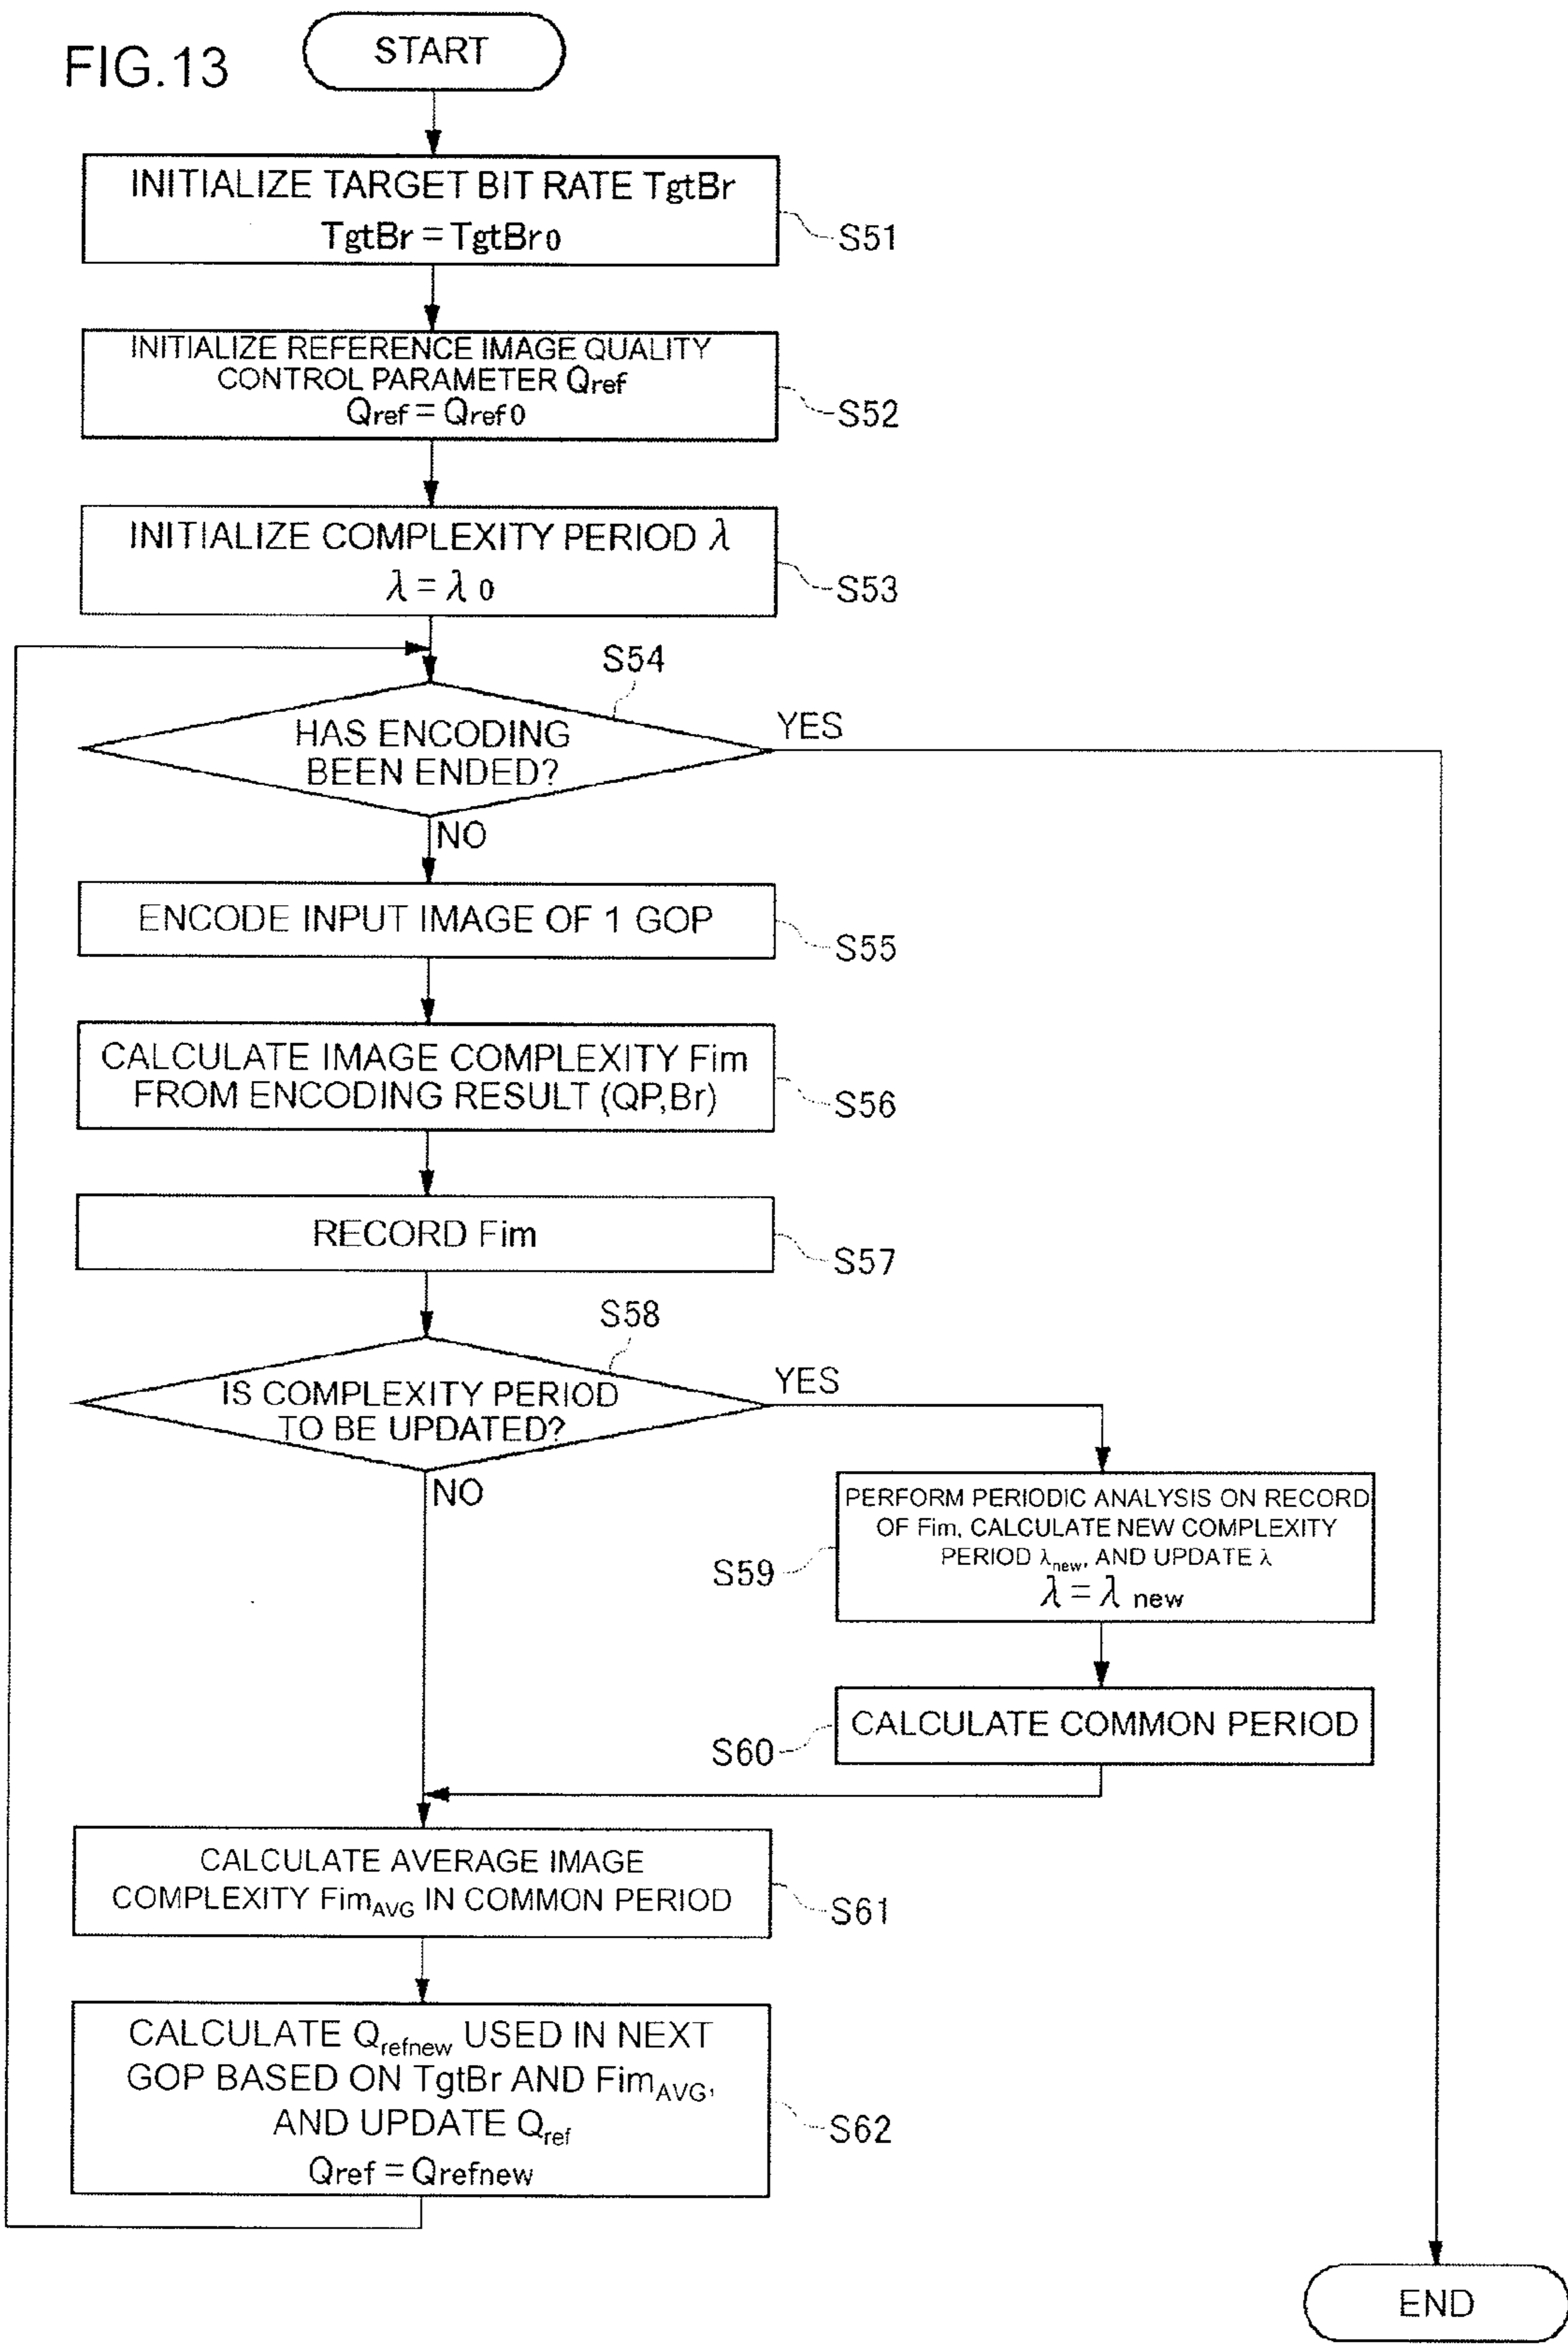 FIG.13
START
INITIALIZE TARGET BIT RATE TgtBr
TgtBr = TgtBr0
S51
INITIALIZE REFERENCE IMAGE QUALITY
CONTROL PARAMETER Qref
Qref = Qref0
S52
INITIALIZE COMPLEXITY PERIOD λ
λ = λ0
S53
S54
HAS ENCODING
BEEN ENDED?
YES
NO
ENCODE INPUT IMAGE OF 1 GOP
S55
CALCULATE IMAGE COMPLEXITY Fim
FROM ENCODING RESULT (QP,Br)
S56
RECORD Fim
S57
S58
IS COMPLEXITY PERIOD
TO BE UPDATED?
YES
NO
PERFORM PERIODIC ANALYSIS ON RECORD
OF Fim, CALCULATE NEW COMPLEXITY
PERIOD λnew, AND UPDATE λ
λ = λ new
S59
CALCULATE COMMON PERIOD
S60
CALCULATE AVERAGE IMAGE
COMPLEXITY FimAVG IN COMMON PERIOD
S61
CALCULATE Qrefnew USED IN NEXT
GOP BASED ON TgtBr AND FimAVG,
AND UPDATE Qref
Qref = Qrefnew
S62
END